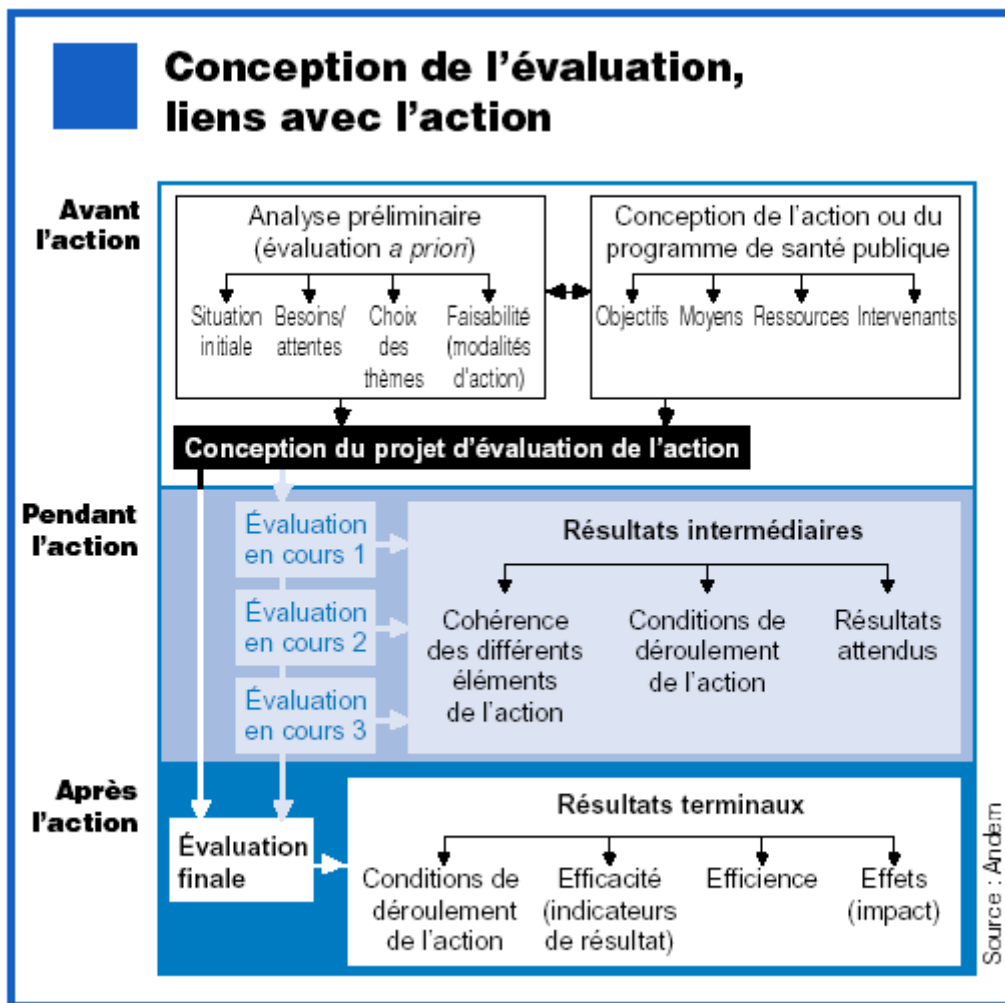 Conception de l'évaluation,
liens avec l'action
Avant
l'action
Analyse préliminaire
(évaluation a priori)
Situation
initiale
Besoins/
attentes
Choix
des
thèmes
Faisabilité
(modalités
d'action)
Conception de l'action ou du
programme de santé publique
Objectifs
Moyens
Ressources
Intervenants
Conception du projet d'évaluation de l'action
Pendant
l'action
Évaluation
en cours 1
Évaluation
en cours 2
Évaluation
en cours 3
Résultats intermédiaires
Cohérence
des différents
éléments
de l'action
Conditions de
déroulement
de l'action
Résultats
attendus
Après
l'action
Évaluation
finale
Résultats terminaux
Conditions de
déroulement
de l'action
Efficacité
(indicateurs
de résultat)
Efficience
Effets
(impact)
Source : Andem